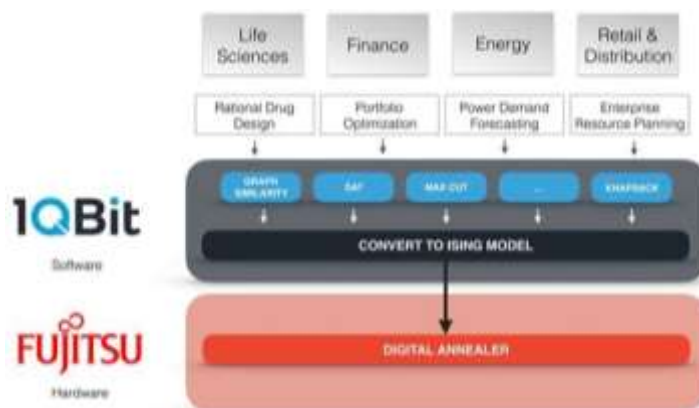 Life
Sciences
Finance
Energy
Retail &
Distribution
Rational Drug
Design
Portfolio
Optimization
Power Demand
Forecasting
Enterprise
Resource Planning
GRAPH
SIMILARITY
SAT
MAX CUT
...
KNAPSACK
1QBit
Software
CONVERT TO ISING MODEL
FUJITSU
Hardware
DIGITAL ANNEALER